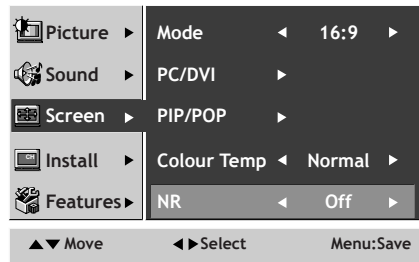 Picture
Sound
Screen
Install
Features
Mode 16:9
PC/DVI
PIP/POP
Colour Temp Normal
NR Off
Move Select Menu:Save
CH